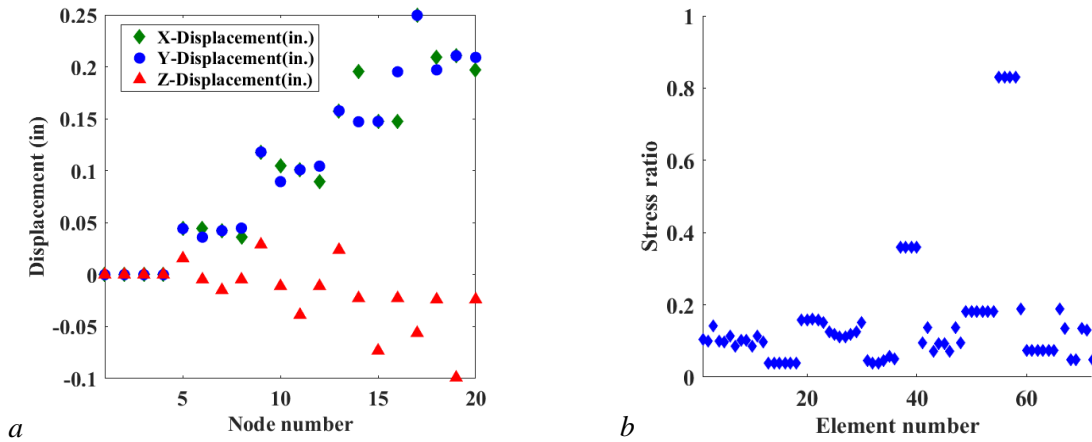 0.25
0.2
0.15
0.1
0.05
0
-0.05
-0.1
Displacement (in)
X-Displacement(in.)
Y-Displacement(in.)
Z-Displacement(in.)
5 10 15 20
Node number
a
1
0.8
0.6
0.4
0.2
0
Stress ratio
20 40 60
Element number
b